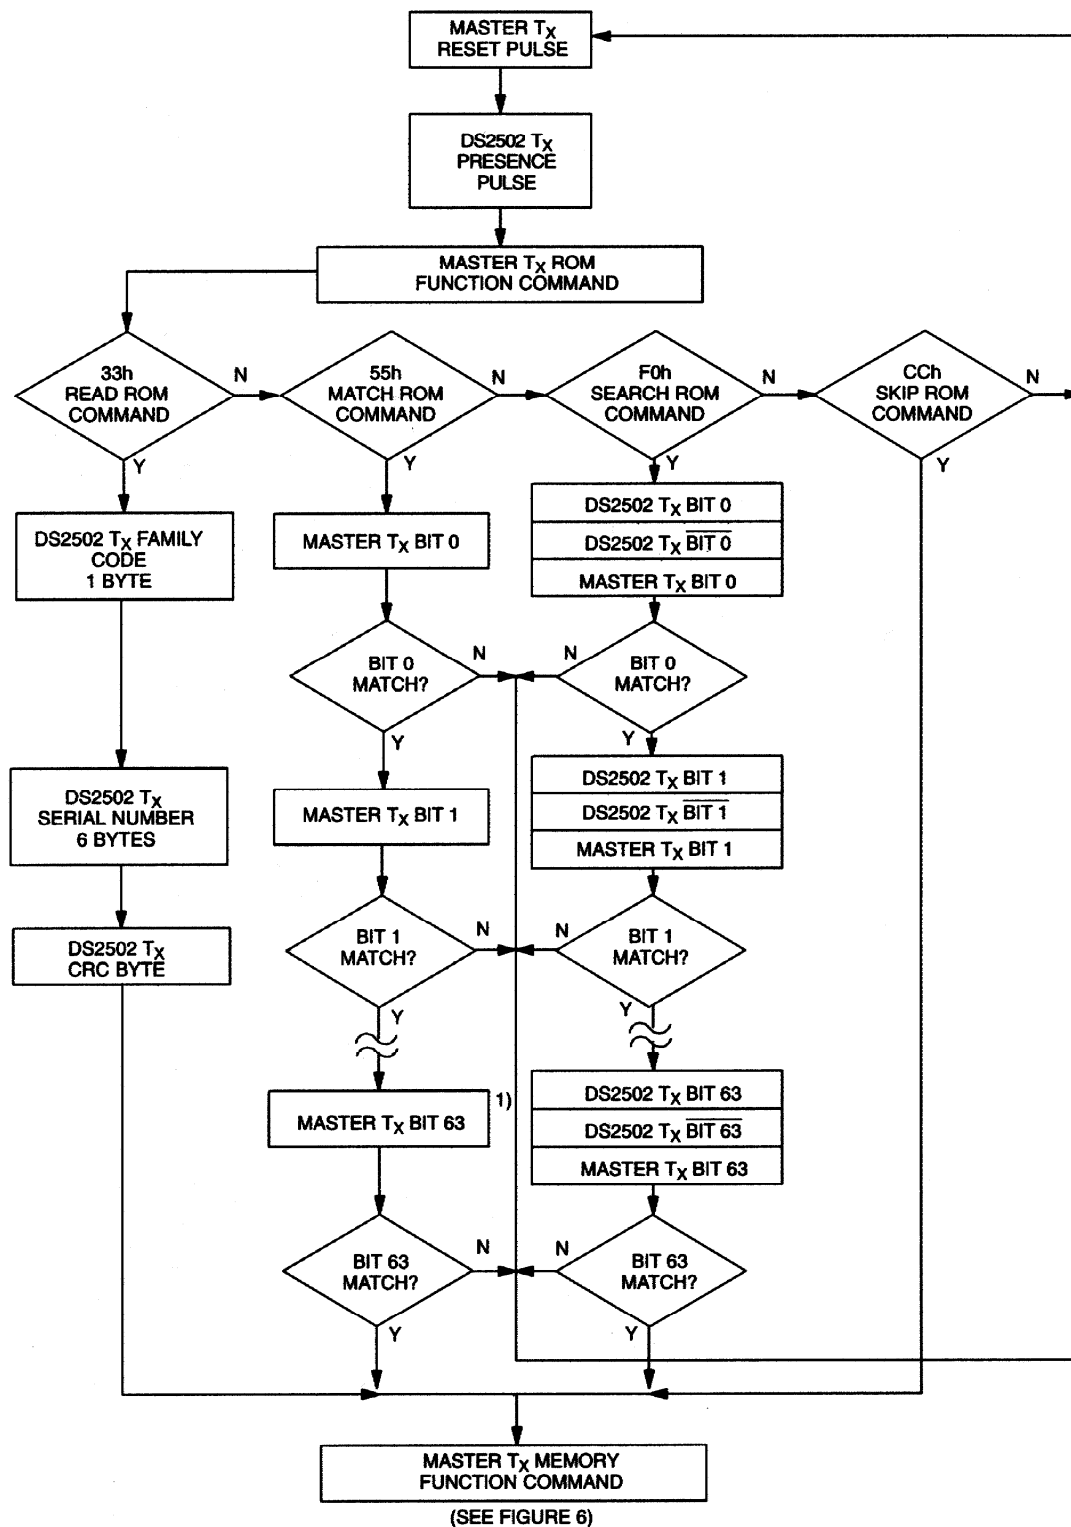 MASTER TX
RESET PULSE
DS2502 TX
PRESENCE
PULSE
MASTER TX ROM
FUNCTION COMMAND
33h
READ ROM
COMMAND
N
Y
55h
MATCH ROM
COMMAND
N
Y
F0h
SEARCH ROM
COMMAND
N
Y
CCh
SKIP ROM
COMMAND
N
Y
DS2502 TX FAMILY
CODE
1 BYTE
DS2502 TX
SERIAL NUMBER
6 BYTES
DS2502 TX
CRC BYTE
MASTER TX BIT 0
BIT 0
MATCH?
N
Y
MASTER TX BIT 1
BIT 1
MATCH?
N
Y
MASTER TX BIT 63
1)
BIT 63
MATCH?
N
Y
DS2502 TX BIT 0
DS2502 TX BIT 0
MASTER TX BIT 0
N
BIT 0
MATCH?
Y
DS2502 TX BIT 1
DS2502 TX BIT 1
MASTER TX BIT 1
N
BIT 1
MATCH?
Y
DS2502 TX BIT 63
DS2502 TX BIT 63
MASTER TX BIT 63
N
BIT 63
MATCH?
Y
MASTER TX MEMORY
FUNCTION COMMAND
(SEE FIGURE 6)